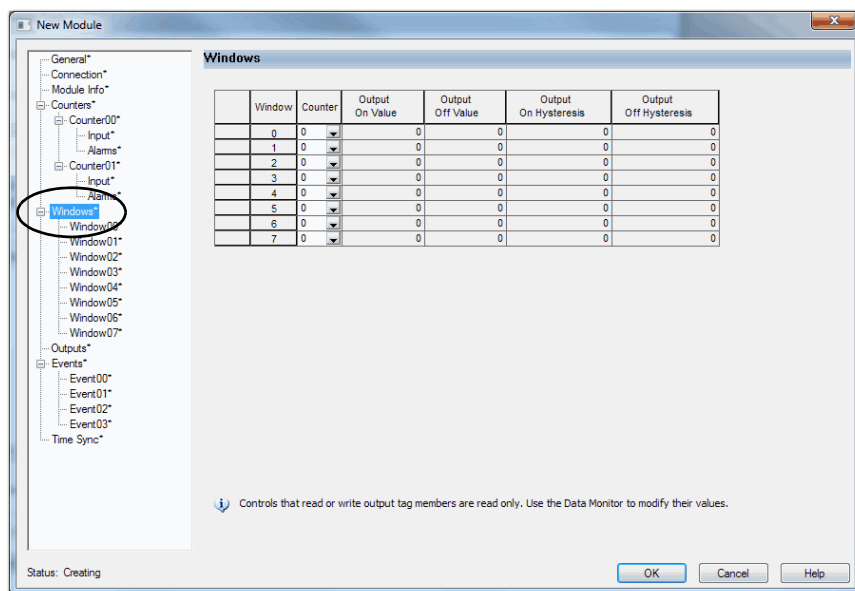 New Module
General*
Connection*
Module Info*
Counters*
Counter00*
Input*
Alarms*
Counter01*
Input*
Alarms*
Windows*
Window00*
Window01*
Window02*
Window03*
Window04*
Window05*
Window06*
Window07*
Outputs*
Events*
Event00*
Event01*
Event02*
Event03*
Time Sync*
Windows
Window Counter Output On Value Output Off Value Output On Hysteresis Output Off Hysteresis
0 0 0 0 0 0
1 0 0 0 0 0
2 0 0 0 0 0
3 0 0 0 0 0
4 0 0 0 0 0
5 0 0 0 0 0
6 0 0 0 0 0
7 0 0 0 0 0
Controls that read or write output tag members are read only. Use the Data Monitor to modify their values.
Status: Creating
OK Cancel Help